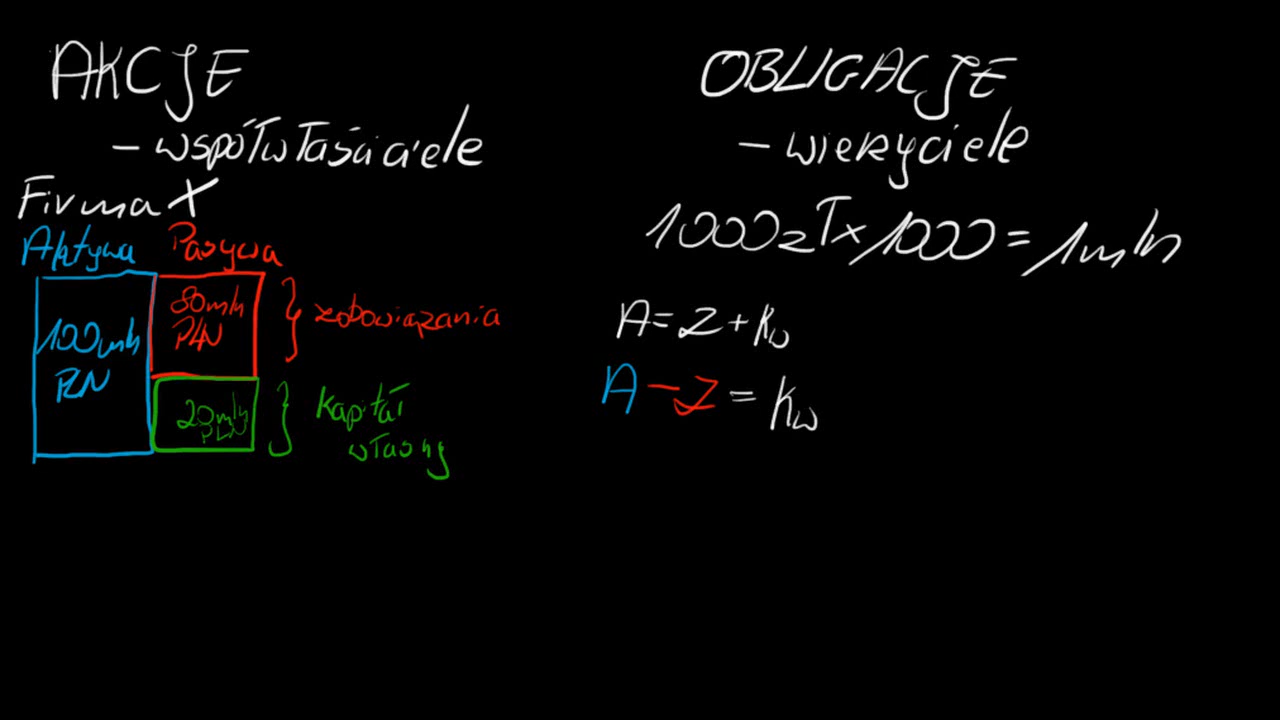 AKCJE
- współwłaściciele
Firma X
Aktywa Pasywa
100mln
PLN
80mln
PLN
} zobowiązania
20mln
PLN
} Kapitał
własny
OBLIGACJE
- wierzyciele
1000zł x 1000 = 1mln
A = Z + Kw
A - Z = Kw